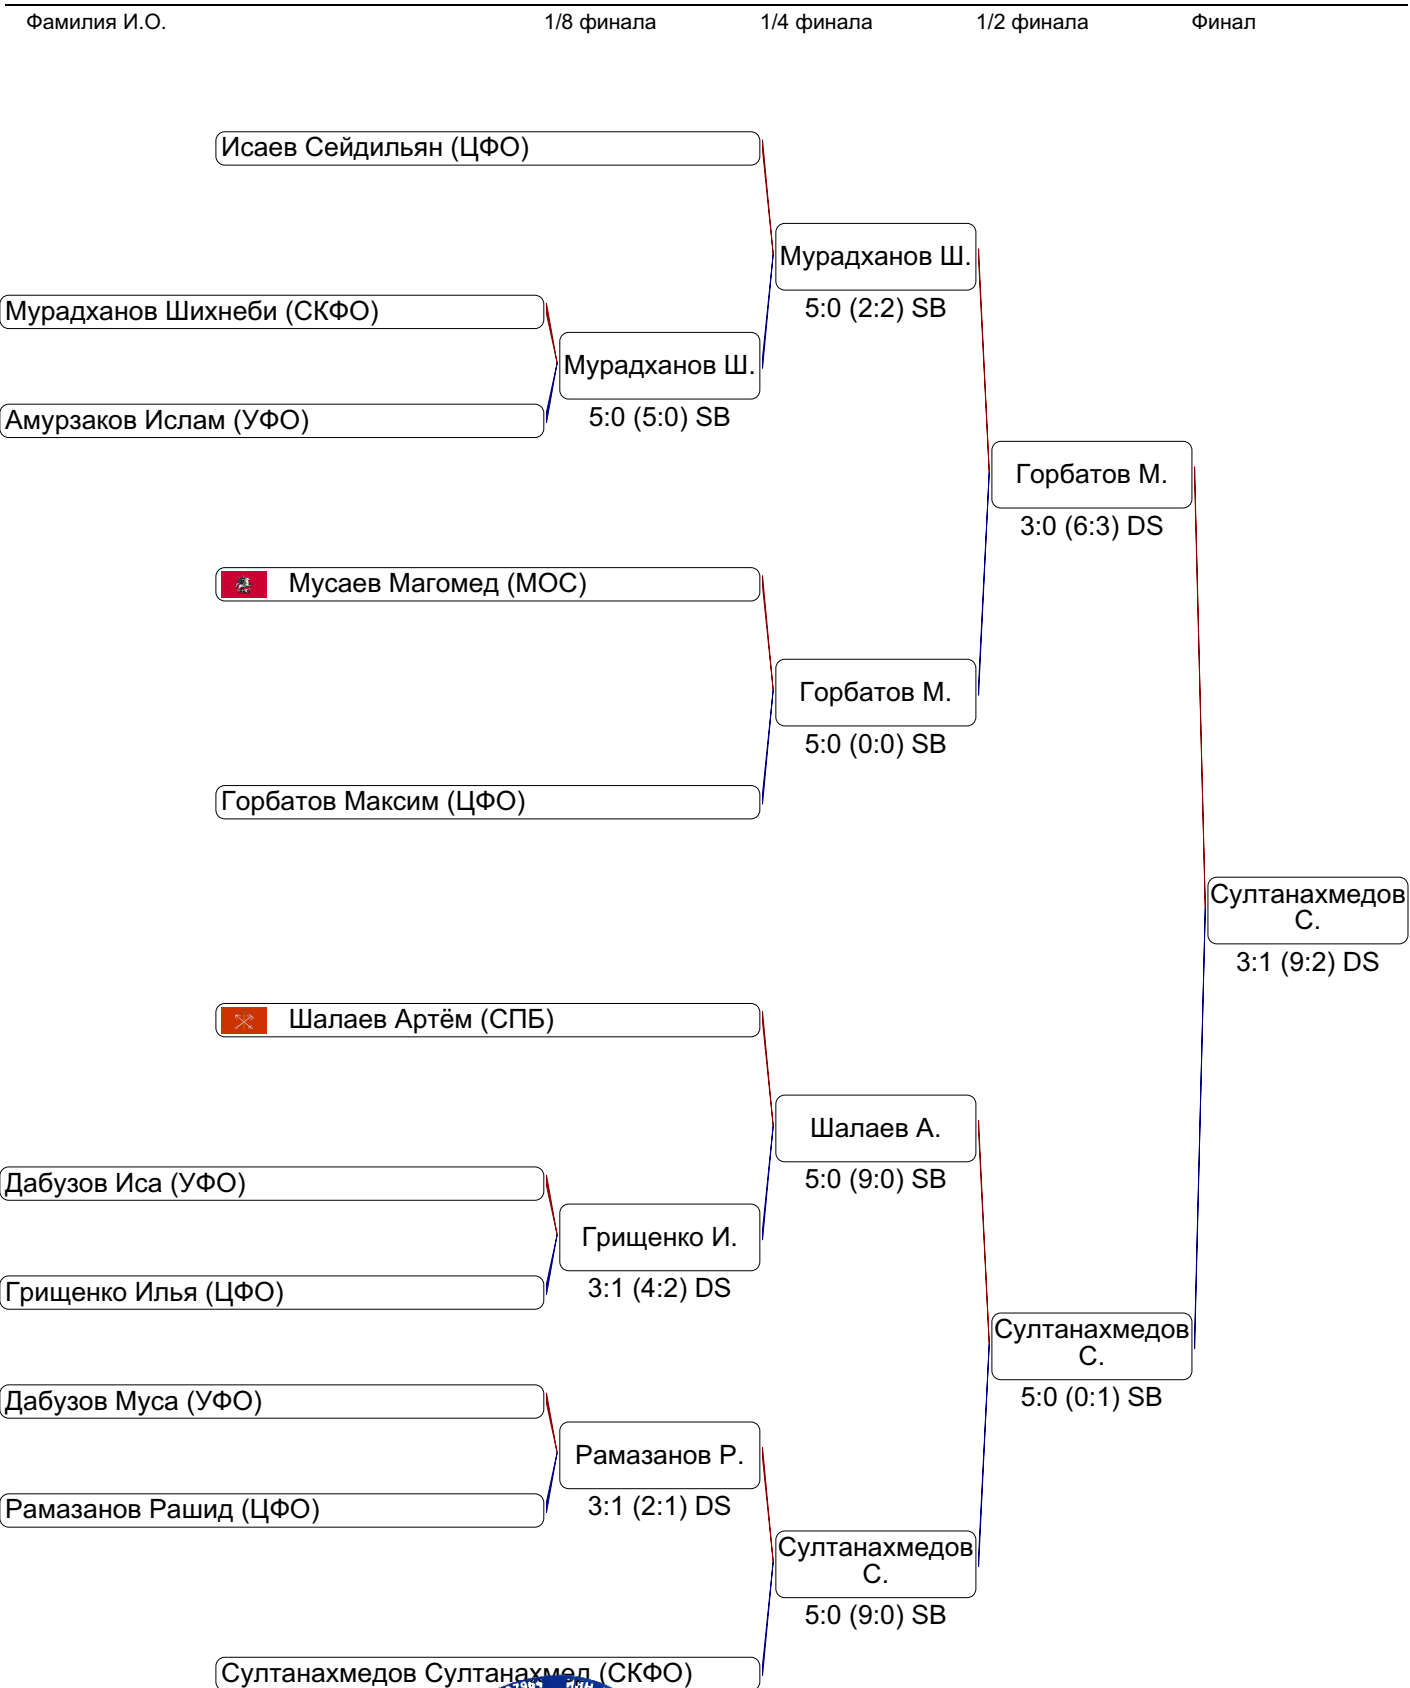 Фамилия И.О. 1/8 финала 1/4 финала 1/2 финала Финал
Исаев Сейдильян (ЦФО)
Мурадханов Ш.
5:0 (2:2) SB
Мурадханов Шихнеби (СКФО)
Мурадханов Ш.
5:0 (5:0) SB
Амурзаков Ислам (УФО)
Горбатов М.
3:0 (6:3) DS
Мусаев Магомед (МОС)
Горбатов М.
5:0 (0:0) SB
Горбатов Максим (ЦФО)
Султанахмедов
С.
3:1 (9:2) DS
Шалаев Артём (СПБ)
Шалаев А.
5:0 (9:0) SB
Дабузов Иса (УФО)
Грищенко И.
3:1 (4:2) DS
Грищенко Илья (ЦФО)
Султанахмедов
С.
5:0 (0:1) SB
Дабузов Муса (УФО)
Рамазанов Р.
3:1 (2:1) DS
Рамазанов Рашид (ЦФО)
Султанахмедов
С.
5:0 (9:0) SB
Султанахмедов Султанахмед (СКФО)